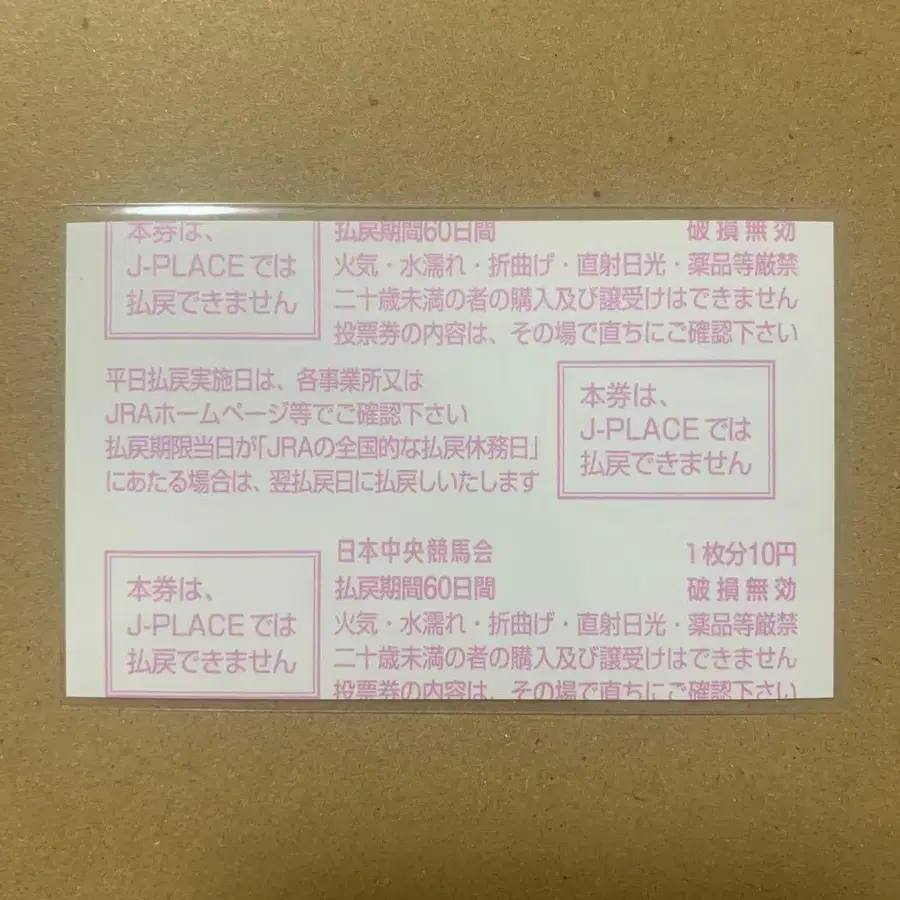 本券は、
J-PLACEでは
払戻できません
払戻期間60日間 破損無効
火気・水濡れ・折曲げ・直射日光・薬品等厳禁
二十歳未満の者の購入及び譲受けはできません
投票券の内容は、その場で直ちにご確認下さい
平日払戻実施日は、各事業所又は
JRAホームページ等でご確認下さい
払戻期限当日が「JRAの全国的な払戻休務日」
にあたる場合は、翌払戻日に払戻しいたします
本券は、
J-PLACEでは
払戻できません
日本中央競馬会 1枚分10円
本券は、
J-PLACEでは
払戻できません
払戻期間60日間 破損無効
火気・水濡れ・折曲げ・直射日光・薬品等厳禁
二十歳未満の者の購入及び譲受けはできません
投票券の内容は、その場で直ちにご確認下さい